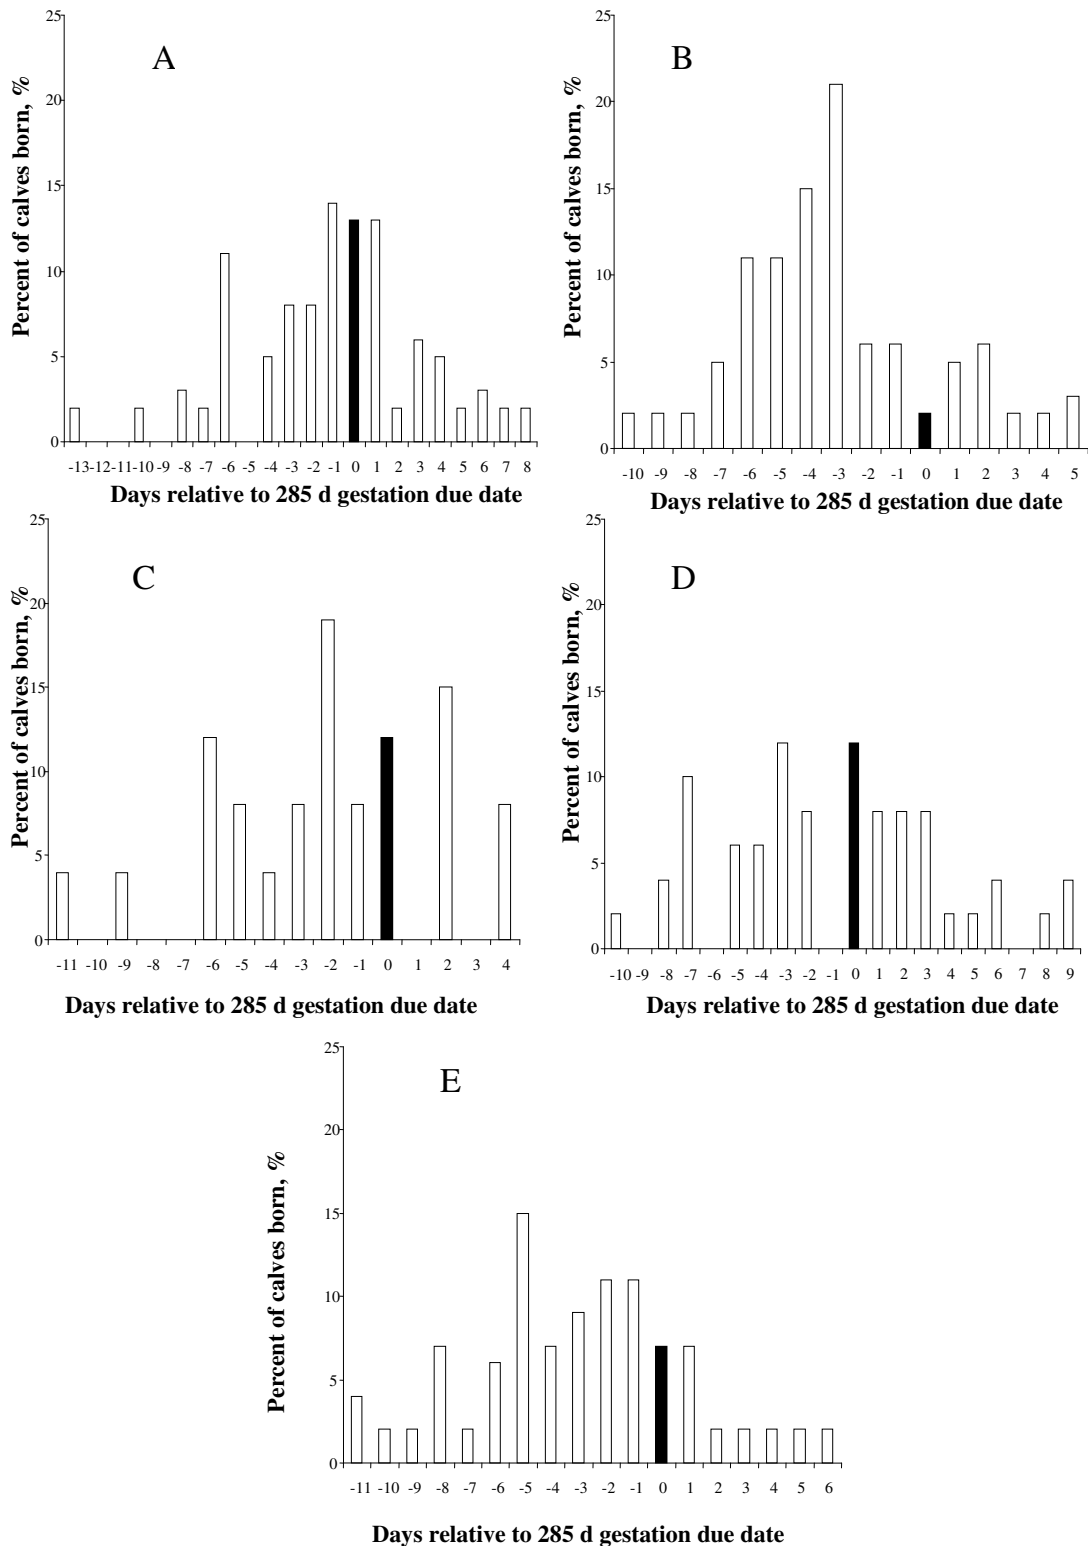 A
Percent of calves born, %
25
20
15
10
5
0
-13 -12 -11 -10 -9 -8 -7 -6 -5 -4 -3 -2 -1 0 1 2 3 4 5 6 7 8
Days relative to 285 d gestation due date
B
Percent of calves born, %
25
20
15
10
5
0
-10 -9 -8 -7 -6 -5 -4 -3 -2 -1 0 1 2 3 4 5
Days relative to 285 d gestation due date
C
Percent of calves born, %
25
20
15
10
5
0
-11 -10 -9 -8 -7 -6 -5 -4 -3 -2 -1 0 1 2 3 4
Days relative to 285 d gestation due date
D
Percent of calves born, %
25
20
15
10
5
0
-10 -9 -8 -7 -6 -5 -4 -3 -2 -1 0 1 2 3 4 5 6 7 8 9
Days relative to 285 d gestation due date
E
Percent of calves born, %
25
20
15
10
5
0
-11 -10 -9 -8 -7 -6 -5 -4 -3 -2 -1 0 1 2 3 4 5 6
Days relative to 285 d gestation due date